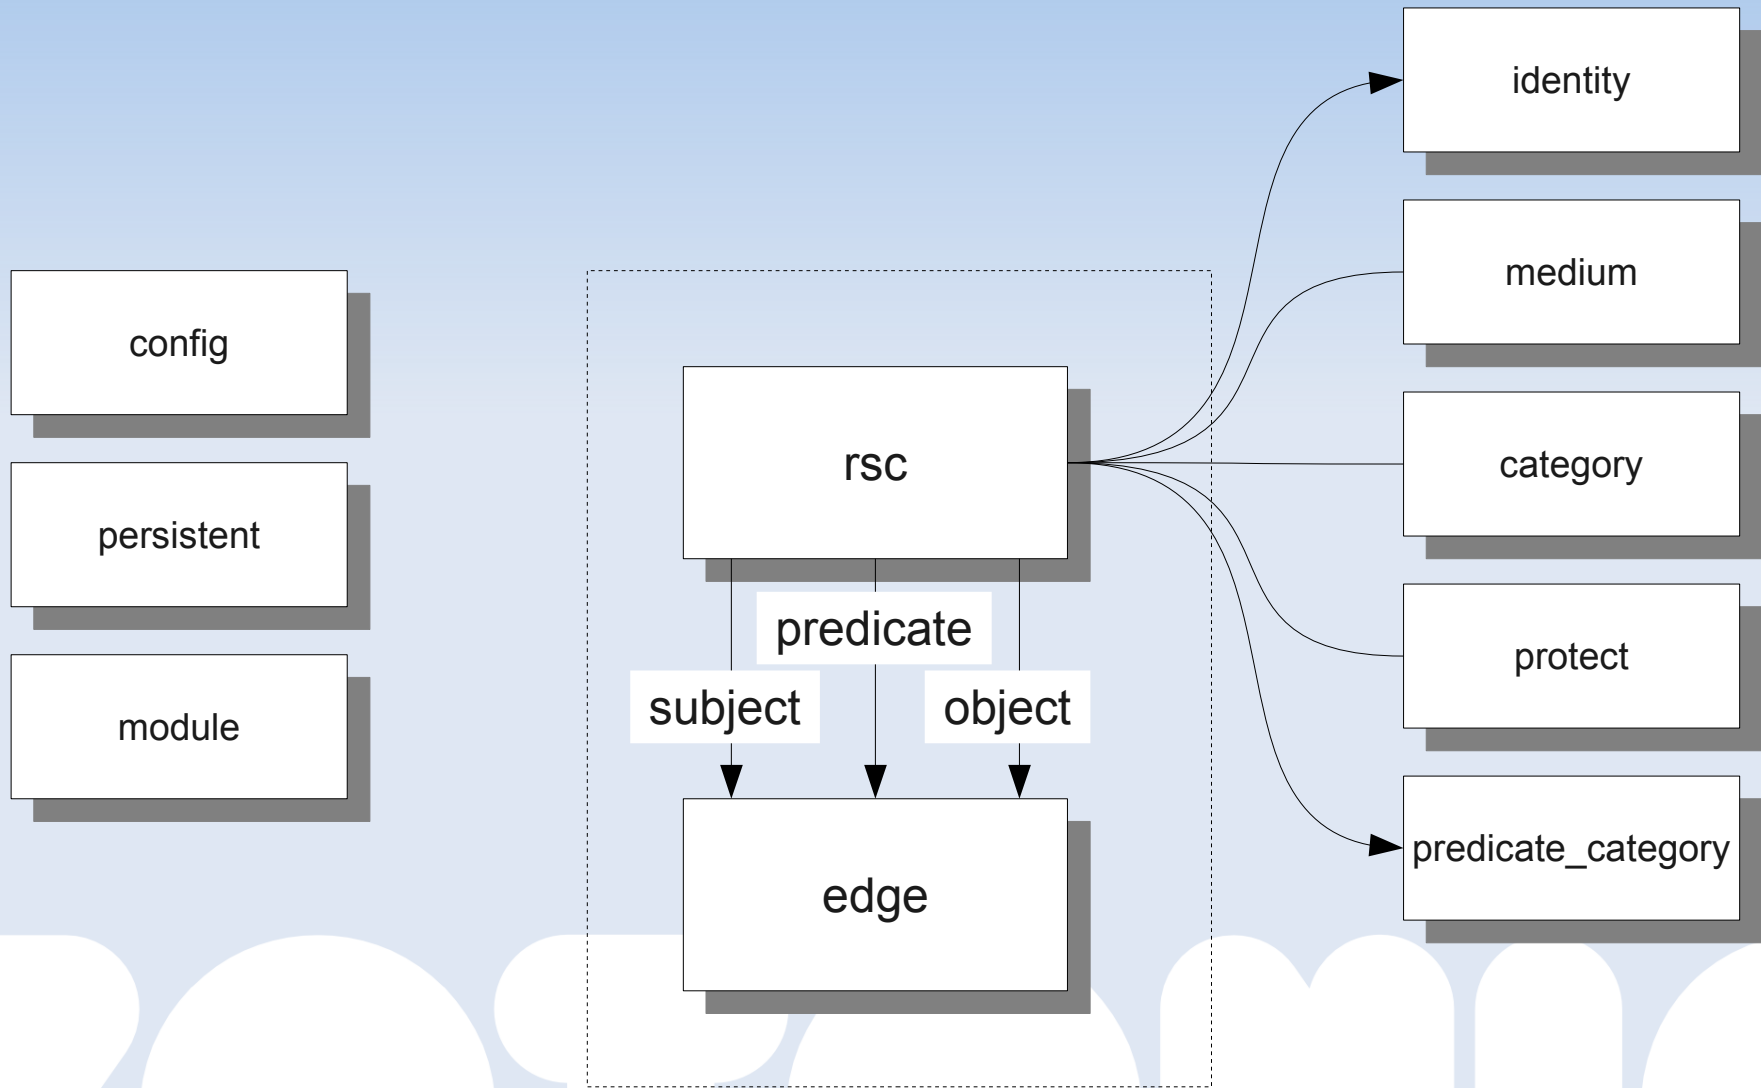 identity
medium
config
rsc
category
persistent
predicate
protect
subject
object
module
predicate_category
edge